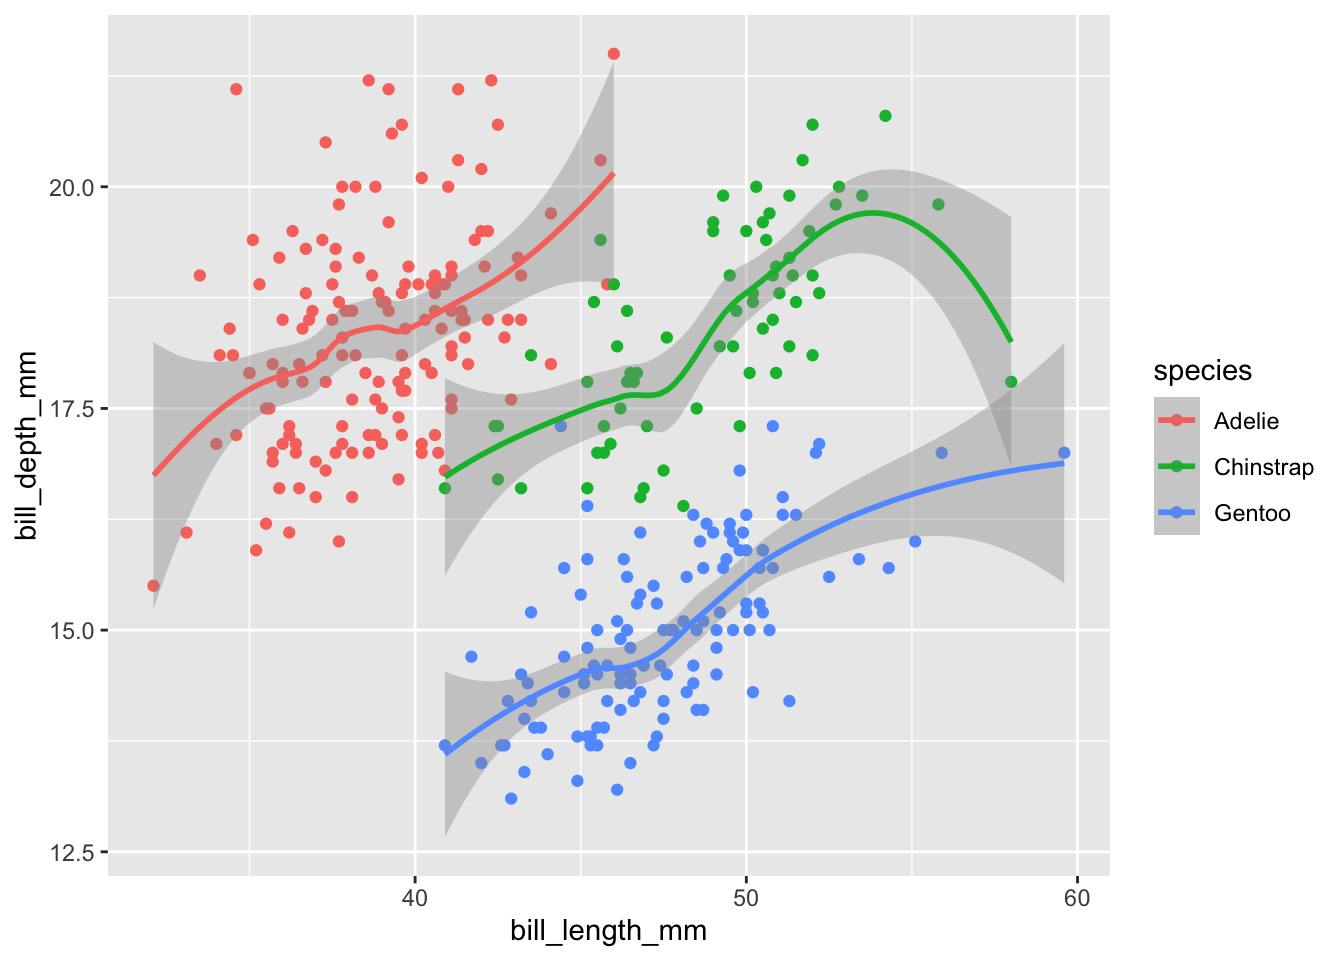 20.0
17.5
15.0
12.5
bill_depth_mm
40
50
60
bill_length_mm
species
Adelie
Chinstrap
Gentoo